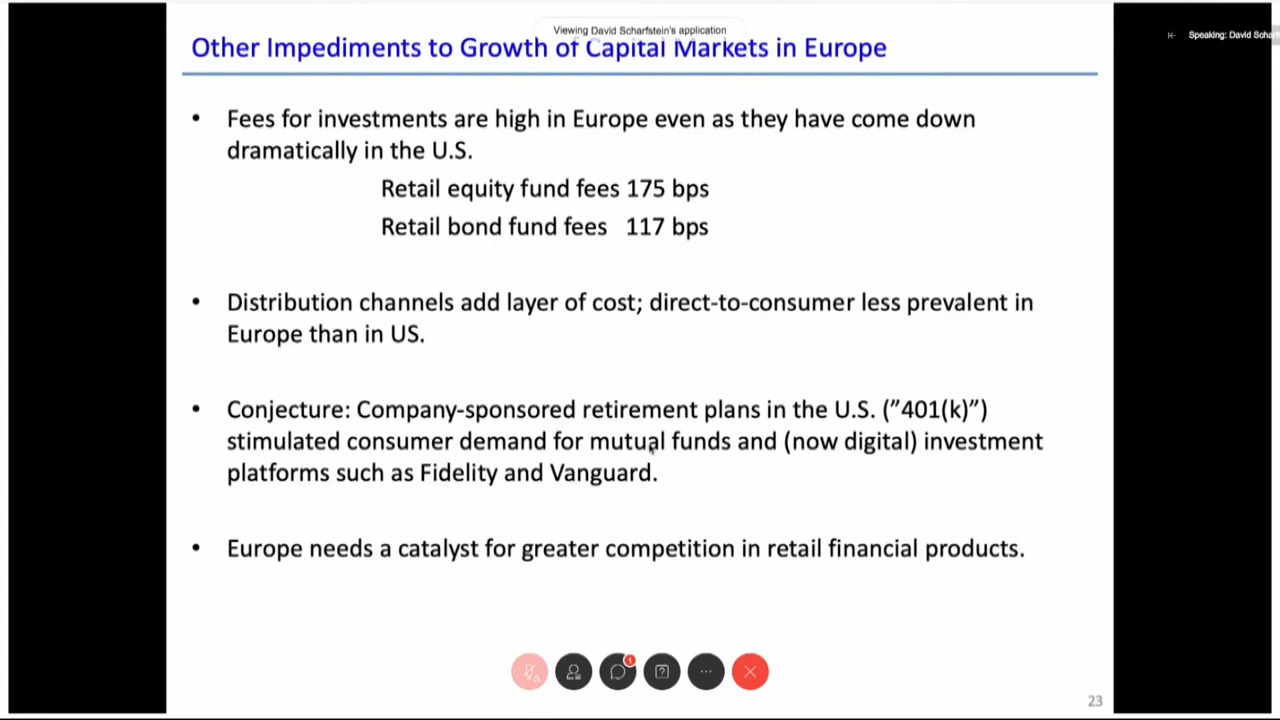 Viewing David Scharfstein's application
Speaking: David Scharf
Other Impediments to Growth of Capital Markets in Europe
• Fees for investments are high in Europe even as they have come down
dramatically in the U.S.
Retail equity fund fees 175 bps
Retail bond fund fees 117 bps
• Distribution channels add layer of cost; direct-to-consumer less prevalent in
Europe than in US.
• Conjecture: Company-sponsored retirement plans in the U.S. (”401(k)”)
stimulated consumer demand for mutual funds and (now digital) investment
platforms such as Fidelity and Vanguard.
• Europe needs a catalyst for greater competition in retail financial products.
1
23